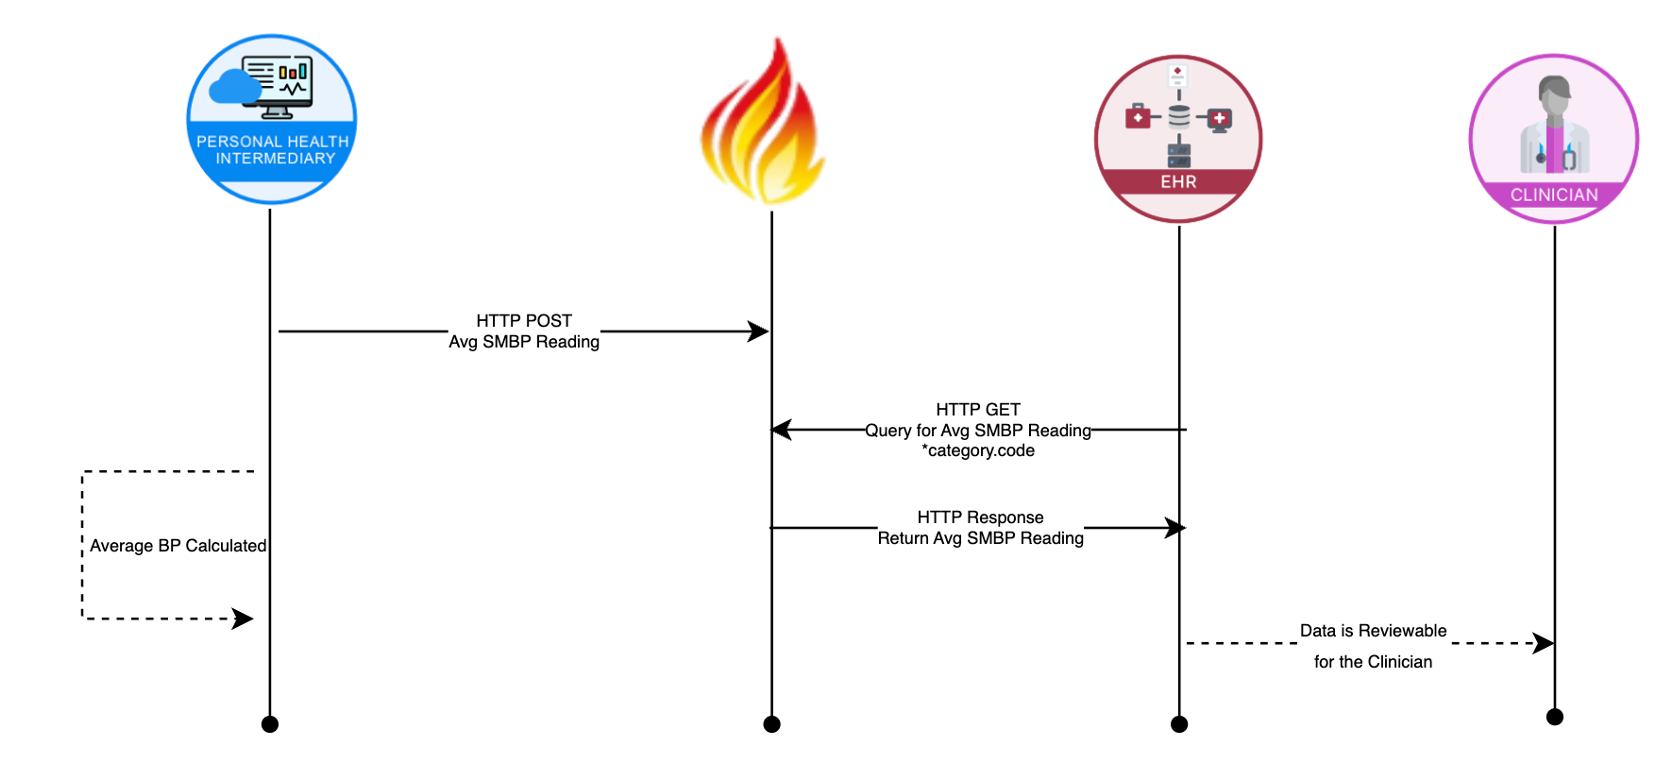 PERSONAL HEALTH
INTERMEDIARY
EHR
CLINICIAN
HTTP POST
Avg SMBP Reading
HTTP GET
Query for Avg SMBP Reading
*category.code
HTTP Response
Return Avg SMBP Reading
Average BP Calculated
Data is Reviewable
for the Clinician